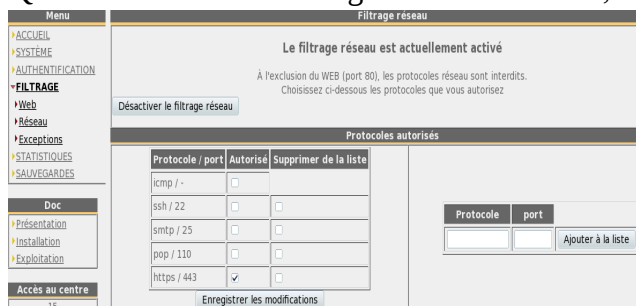 Menu
ACCUEIL
SYSTÈME
AUTHENTIFICATION
FILTRAGE
Web
Réseau
Exceptions
STATISTIQUES
SAUVEGARDES
Doc
Présentation
Installation
Exploitation
Accès au centre
Filtrage réseau
Le filtrage réseau est actuellement activé
À l'exclusion du WEB (port 80), les protocoles réseau sont interdits.
Choisissez ci-dessous les protocoles que vous autorisez
Désactiver le filtrage réseau
Protocoles autorisés
Protocole / port Autorisé Supprimer de la liste
icmp / -
ssh / 22
smtp / 25
pop / 110
https / 443
Enregistrer les modifications
Protocole port
Ajouter à la liste